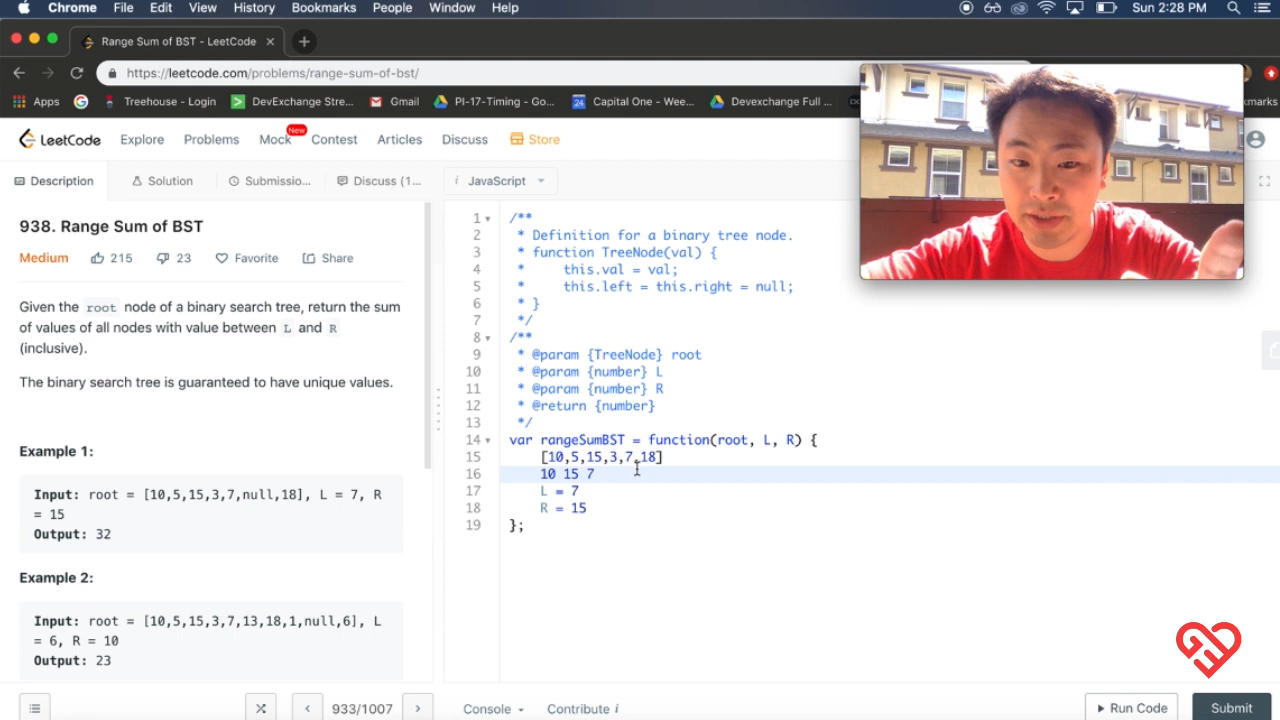 Chrome File Edit View History Bookmarks People Window Help Sun 2:28 PM
Range Sum of BST - LeetCode
https://leetcode.com/problems/range-sum-of-bst/
Apps Treehouse - Login DevExchange Stre... Gmail PI-17-Timing - Go... 24 Capital One - Wee... Devexchange Full ...
LeetCode Explore Problems Mock New Contest Articles Discuss Store
Description Solution Submissio... Discuss (1... i JavaScript
938. Range Sum of BST
Medium 215 23 Favorite Share
Given the root node of a binary search tree, return the sum
of values of all nodes with value between L and R
(inclusive).
The binary search tree is guaranteed to have unique values.
Example 1:
Input: root = [10,5,15,3,7,null,18], L = 7, R
= 15
Output: 32
Example 2:
Input: root = [10,5,15,3,7,13,18,1,null,6], L
= 6, R = 10
Output: 23
1 /**
2 * Definition for a binary tree node.
3 * function TreeNode(val) {
4 * this.val = val;
5 * this.left = this.right = null;
6 * }
7 */
8 /**
9 * @param {TreeNode} root
10 * @param {number} L
11 * @param {number} R
12 * @return {number}
13 */
14 var rangeSumBST = function(root, L, R) {
15 [10,5,15,3,7,18]
16 10 15 7
17 L = 7
18 R = 15
19 };
933/1007 Console Contribute i Run Code Submit